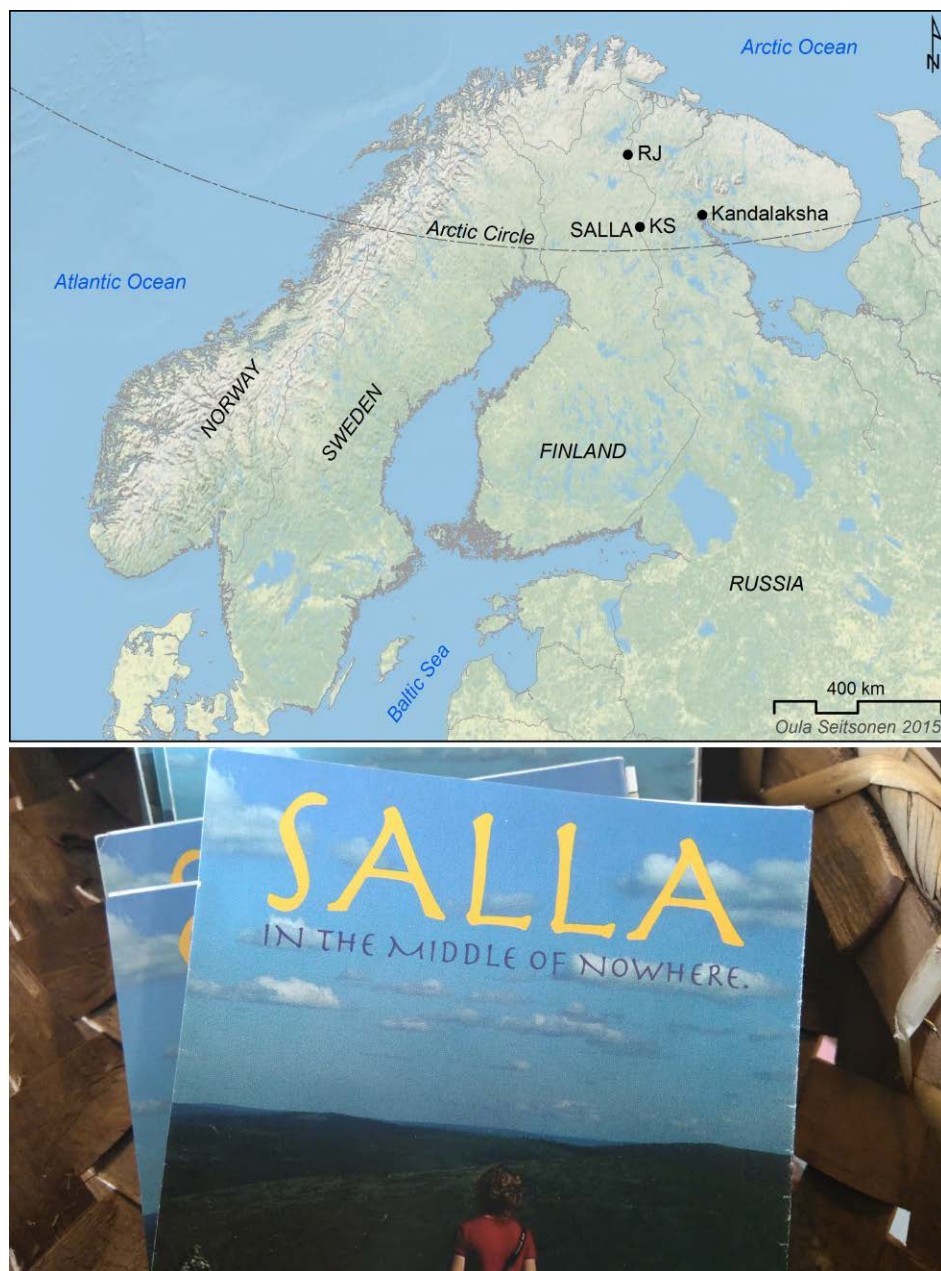 Arctic Ocean
N
RJ
Kandalaksha
SALLA KS
Arctic Circle
Atlantic Ocean
NORWAY
SWEDEN
FINLAND
RUSSIA
Baltic Sea
400 km
Oula Seitsonen 2015
SALLA
IN THE MIDDLE OF NOWHERE.